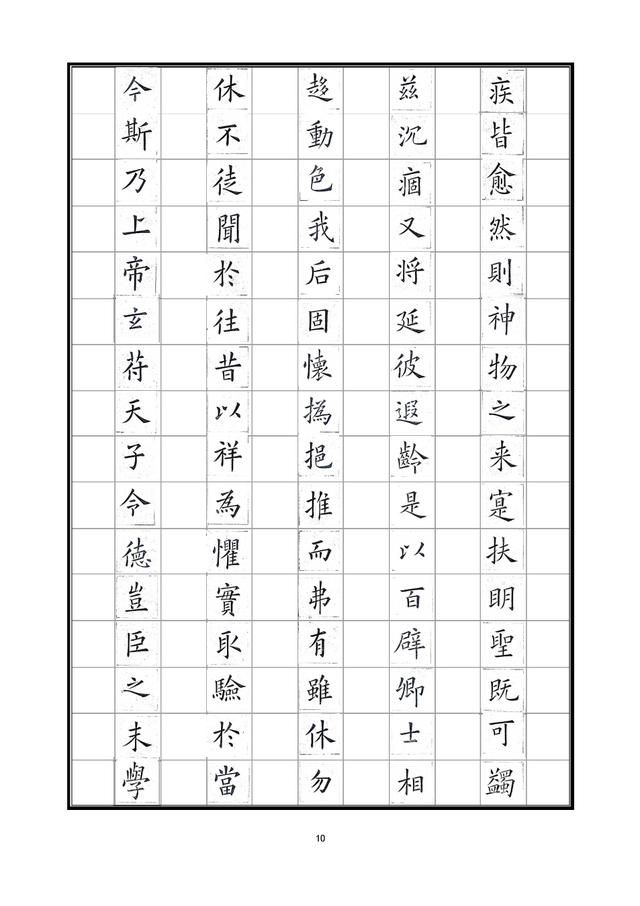 疾皆愈然則神物之来寔扶明聖既可蠲
兹沉痼又将延彼遐齡是以百辟卿士相
趍動色我后固懷撝挹推而弗有雖休勿
休不徒聞於往昔以祥為懼實取驗於當
今斯乃上帝玄荷天子令德豈臣之末學
10